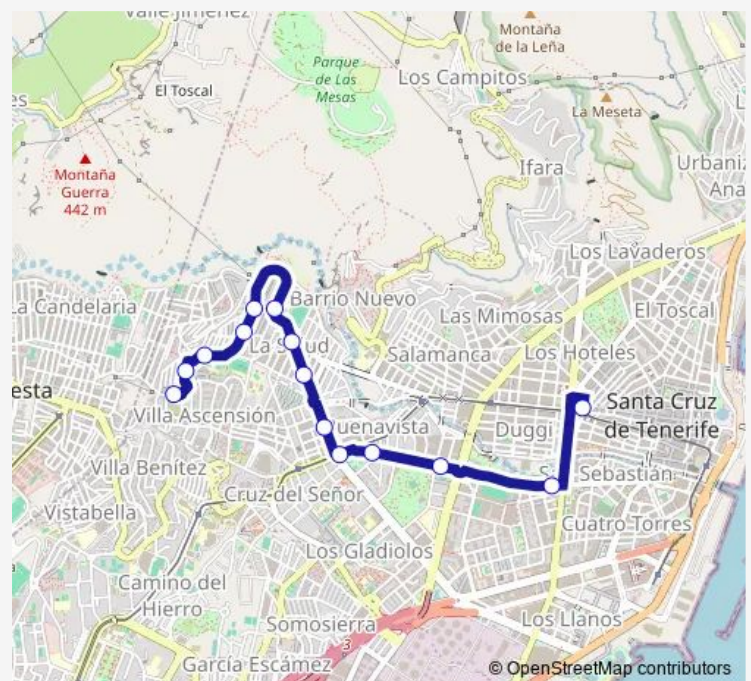 Valle Jiménez
Montaña
de la Leña
Parque
de Las
Mesas
Los Campitos
El Toscal
es
La Meseta
L
Montaña
Guerra
442 m
Ifara
Urbaniz
Ana
Los Lavaderos
La Candelaria
Barrio Nuevo
Las Mimosas
El Toscal
La Salud
Salamanca
Los Hoteles
esta
Villa Ascensión
Buenavista
Duggi
Santa Cruz
de Tenerife
Villa Benítez
S
Sebastián
Cruz del Señor
Vistabella
Cuatro Torres
Los Gladiolos
Camino del
Hierro
Somosierra
Los Llanos
3
García Escámez
© OpenStreetMap contributors